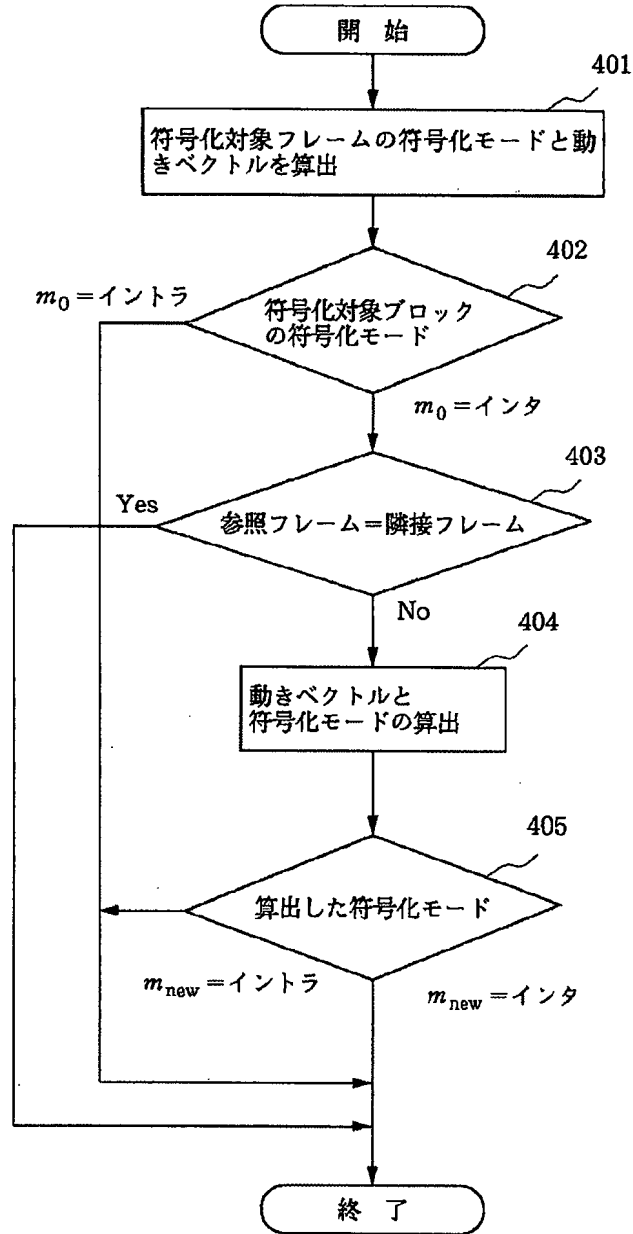 開 始
401
符号化対象フレームの符号化モードと動
きベクトルを算出
402
m0＝イントラ
符号化対象ブロック
の符号化モード
m0＝インタ
403
Yes
参照フレーム＝隣接フレーム
No
404
動きベクトルと
符号化モードの算出
405
算出した符号化モード
mnew＝イントラ
mnew＝インタ
終 了